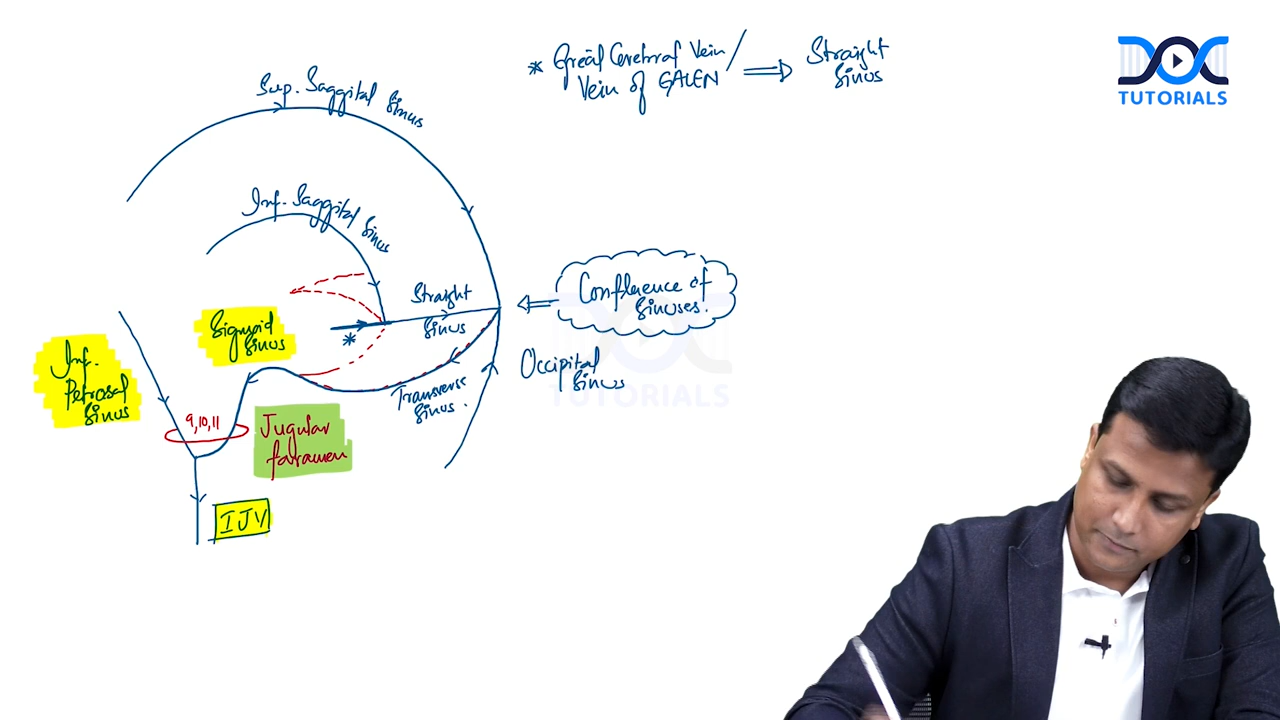 * Great Cerebral Vein /
Vein of GALEN
Straight
Sinus
TUTORIALS
Sup. Saggital Sinus
Inf. Saggital Sinus
Straight
Sinus
*
Confluence of
Sinuses.
Sigmoid
Sinus
Occipital
Sinus
Transverse
Sinus.
Inf.
Petrosal
Sinus
9,10,11
Jugular
foramen
IJV
TUTORIALS